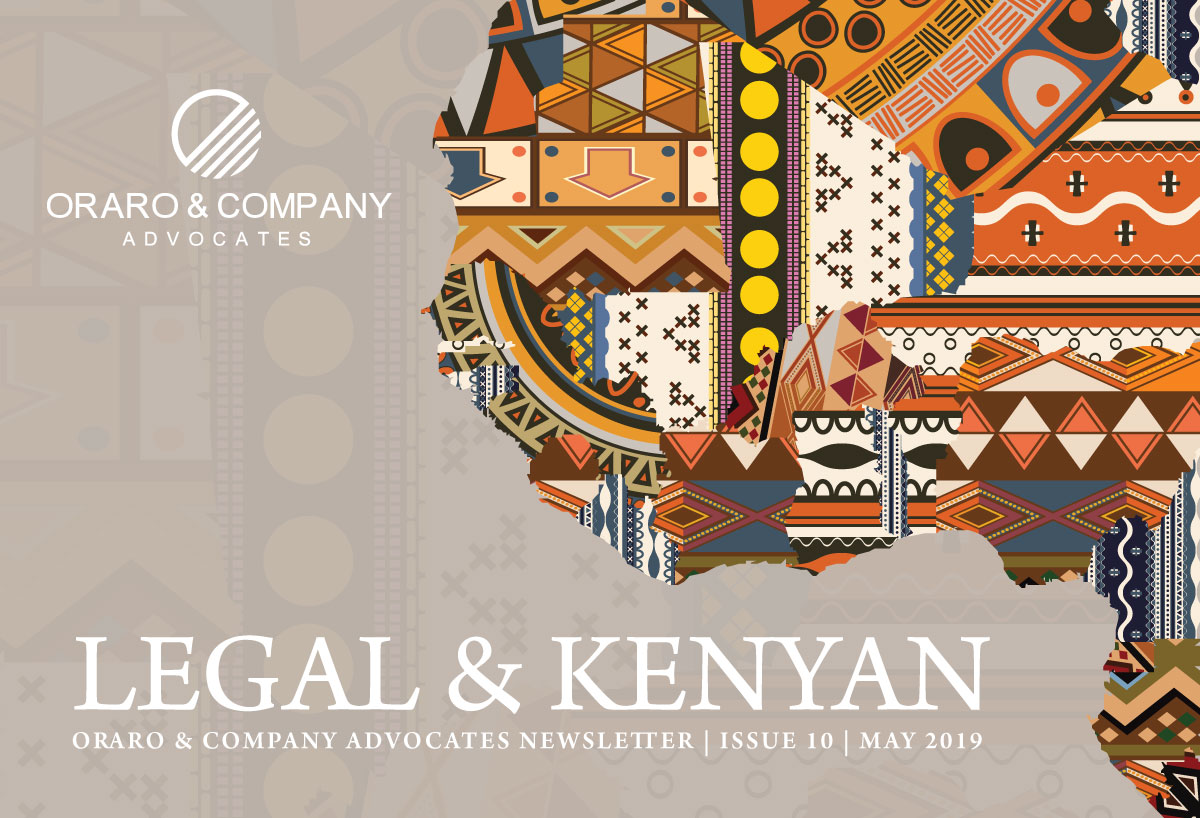 ORARO & COMPANY
ADVOCATES
LEGAL & KENYAN
ORARO & COMPANY ADVOCATES NEWSLETTER | ISSUE 10 | MAY 2019